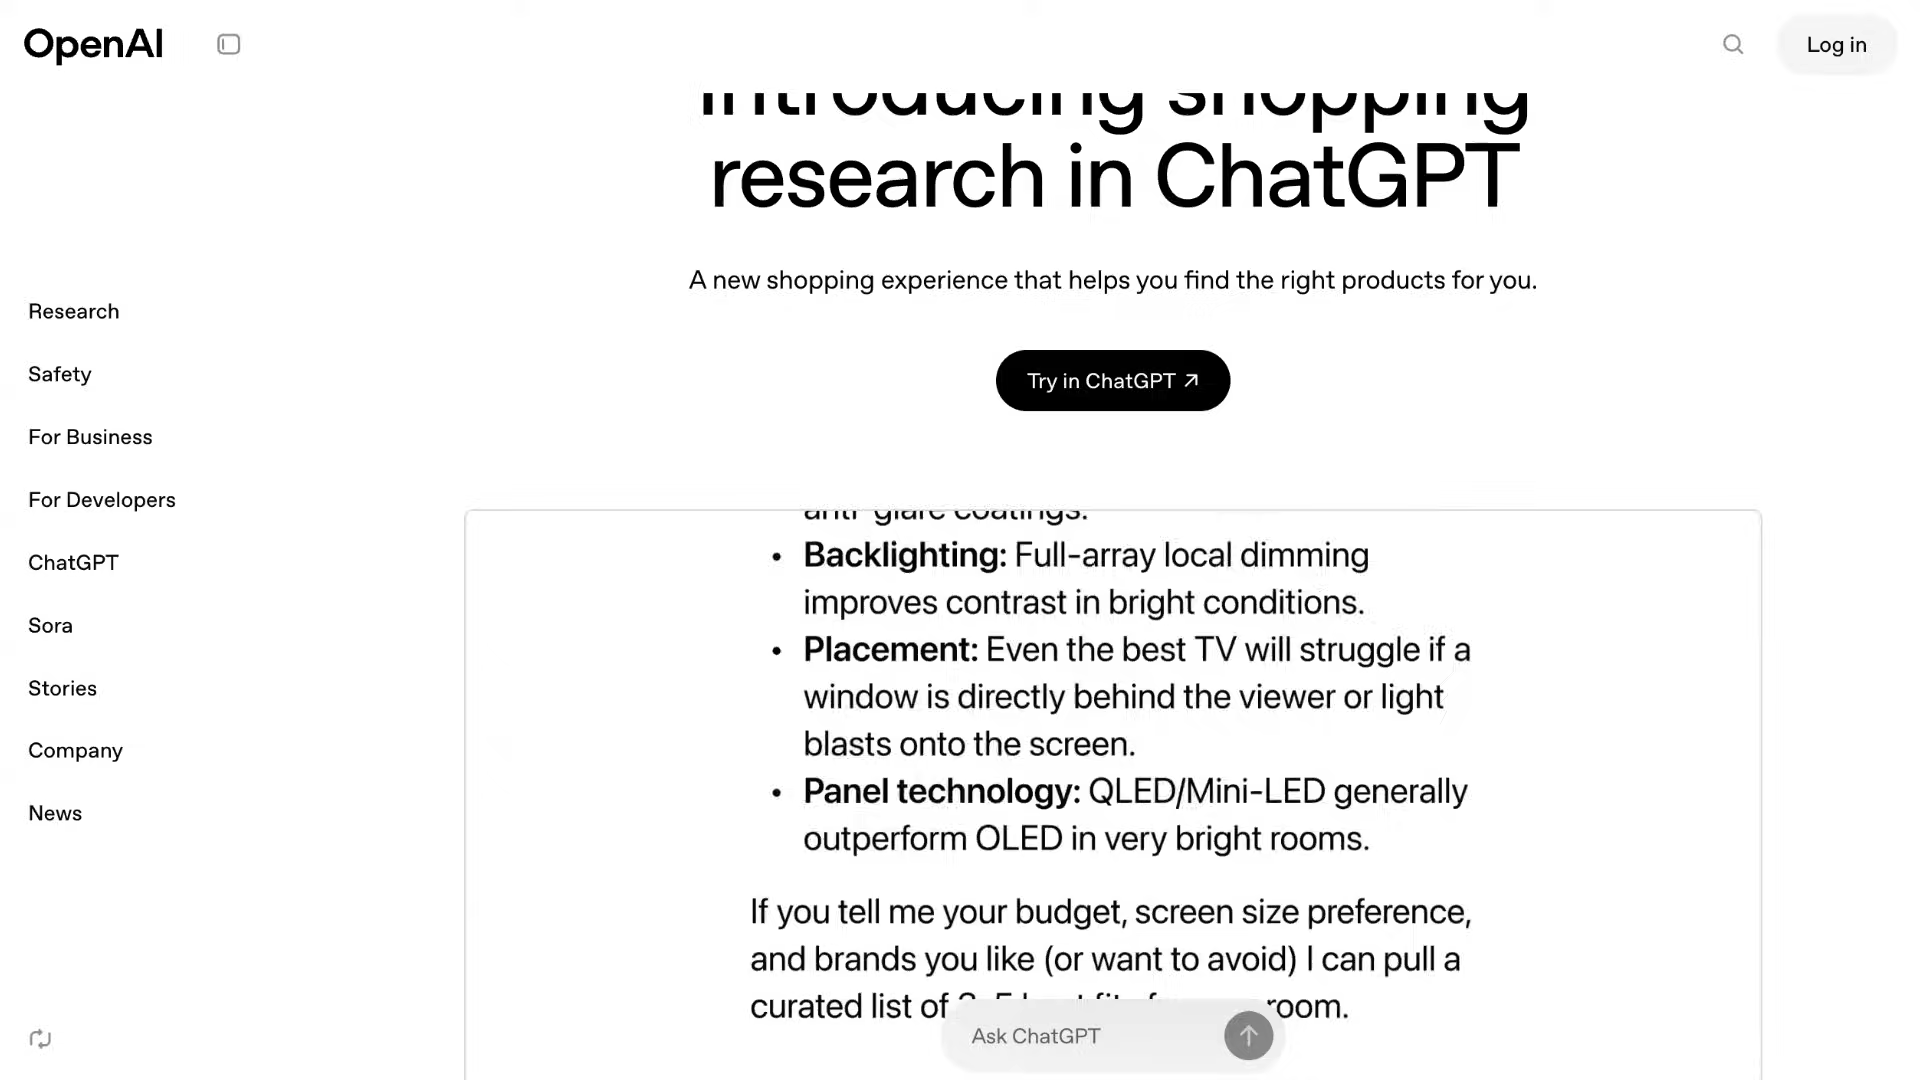 OpenAI
Log in
Introducing shopping
research in ChatGPT
A new shopping experience that helps you find the right products for you.
Try in ChatGPT ↗
Research
Safety
For Business
For Developers
ChatGPT
Sora
Stories
Company
News
anti-glare coatings.
• Backlighting: Full-array local dimming
improves contrast in bright conditions.
• Placement: Even the best TV will struggle if a
window is directly behind the viewer or light
blasts onto the screen.
• Panel technology: QLED/Mini-LED generally
outperform OLED in very bright rooms.
If you tell me your budget, screen size preference,
and brands you like (or want to avoid) I can pull a
curated list of room.
Ask ChatGPT